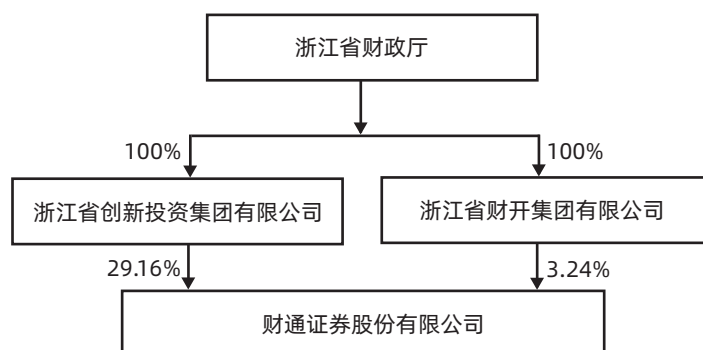 浙江省财政厅
100%
100%
浙江省创新投资集团有限公司
浙江省财开集团有限公司
29.16%
3.24%
财通证券股份有限公司